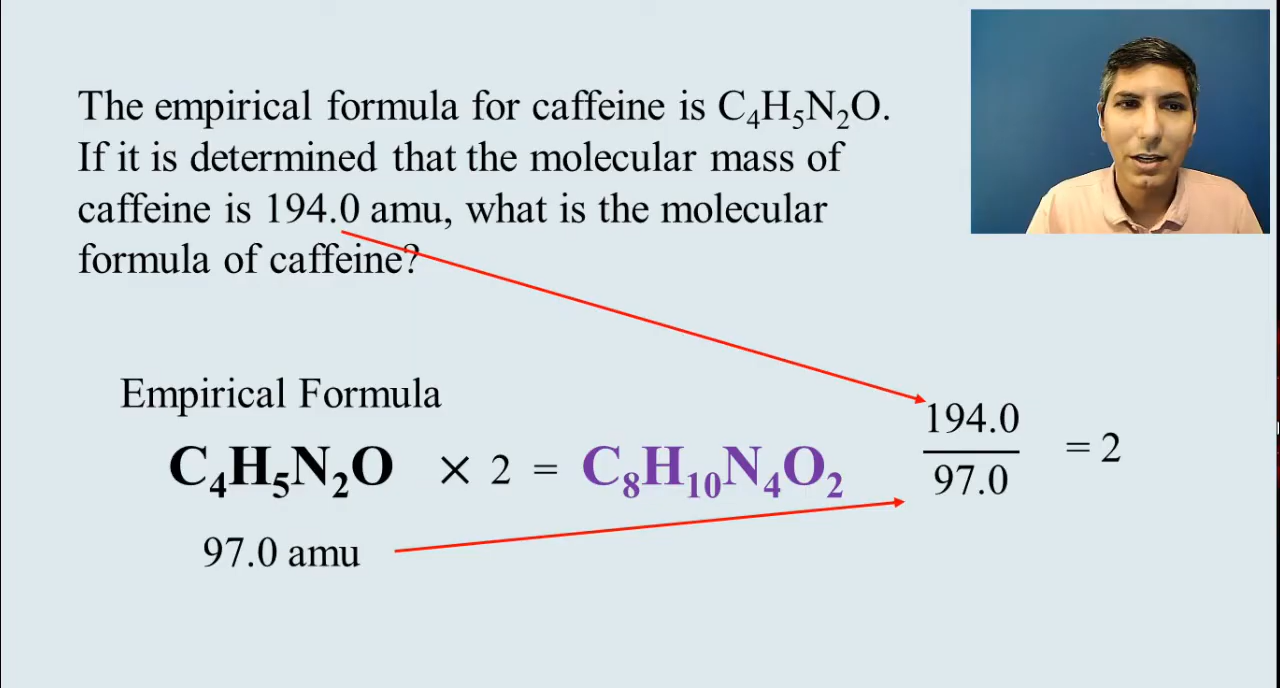 The empirical formula for caffeine is C₄H₅N₂O.
If it is determined that the molecular mass of
caffeine is 194.0 amu, what is the molecular
formula of caffeine?
Empirical Formula
C₄H₅N₂O × 2 = C₈H₁₀N₄O₂
194.0
97.0
= 2
97.0 amu